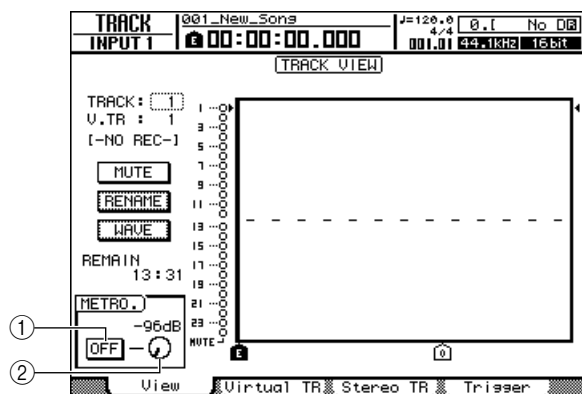 TRACK
INPUT 1
001_New_Song
00:00:00.000
♩=120.0
4/4
001.01
0.[ No D
44.1kHz 16bit
TRACK VIEW
TRACK: 1
V.TR : 1
[-NO REC-]
MUTE
RENAME
WAVE
REMAIN
13:31
METRO.
-96dB
OFF
1
2
1
3
5
7
9
11
13
15
17
19
21
23
MUTE
E
0
View
Virtual TR
Stereo TR
Trigger